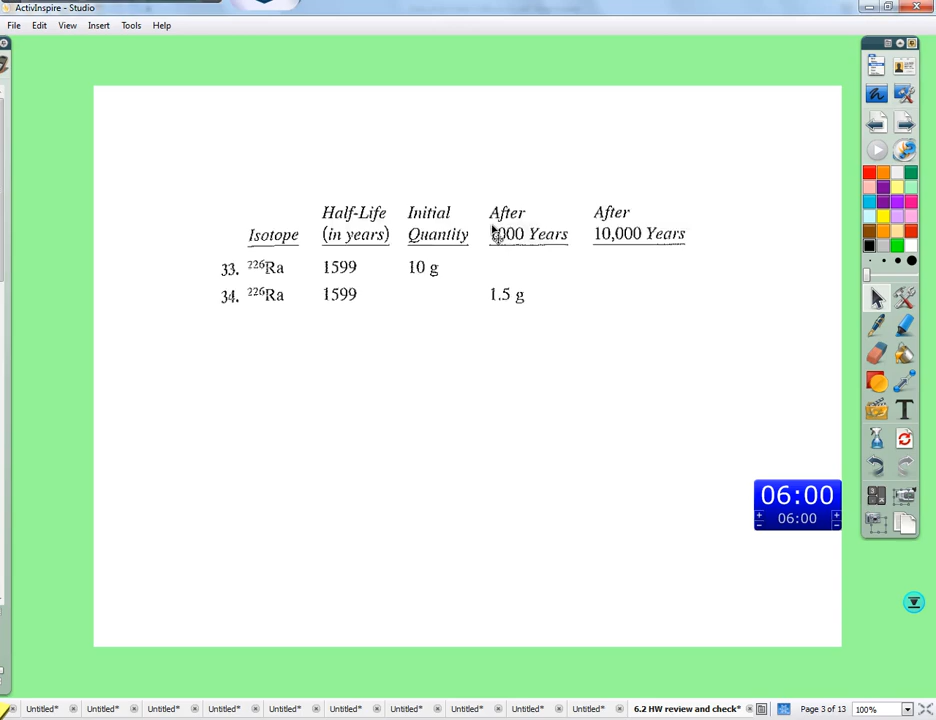 ActivInspire - Studio
File Edit View Insert Tools Help
Half-Life Initial After After
Isotope (in years) Quantity 000 Years 10,000 Years
33. ²²⁶Ra 1599 10 g
34. ²²⁶Ra 1599 1.5 g
06:00
06:00
Untitled* Untitled* Untitled* Untitled* Untitled* Untitled* Untitled* Untitled* Untitled* Untitled* 6.2 HW review and check* Page 3 of 13 100%